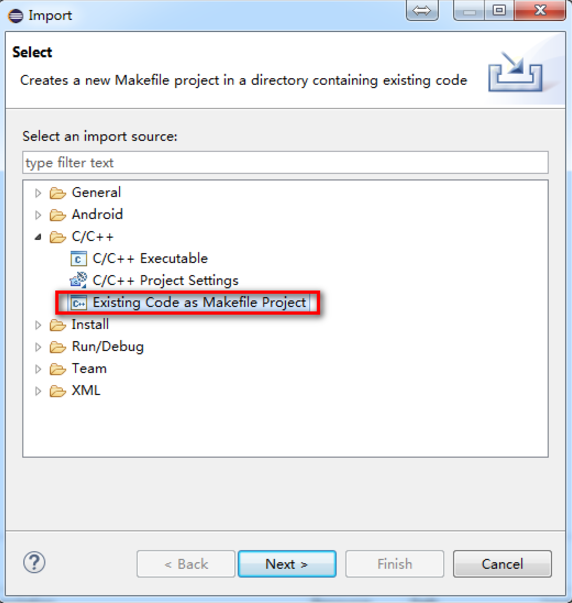 Import
Select
Creates a new Makefile project in a directory containing existing code
Select an import source:
type filter text
General
Android
C/C++
C/C++ Executable
C/C++ Project Settings
Existing Code as Makefile Project
Install
Run/Debug
Team
XML
< Back
Next >
Finish
Cancel